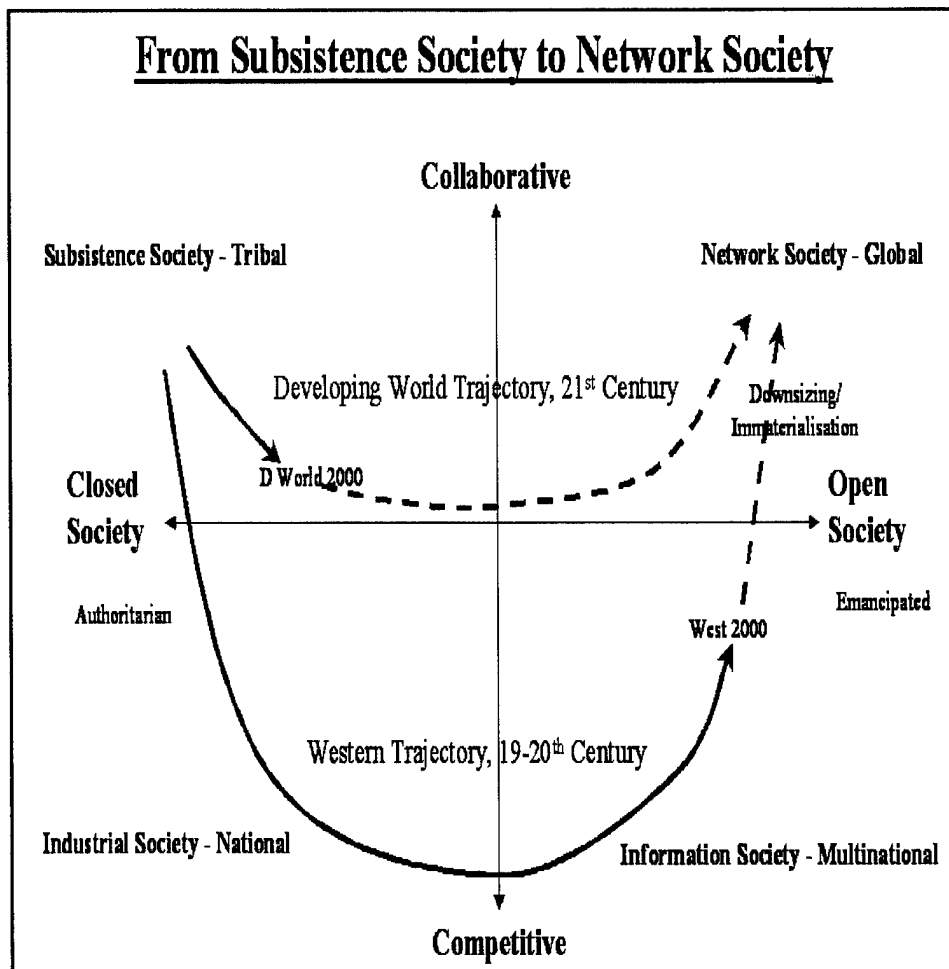 From Subsistence Society to Network Society
Collaborative
Subsistence Society - Tribal
Network Society - Global
Developing World Trajectory, 21st Century
Downsizing/
Immaterialisation
D World 2000
Closed
Society
Open
Society
Authoritarian
Emancipated
West 2000
Western Trajectory, 19-20th Century
Industrial Society - National
Information Society - Multinational
Competitive